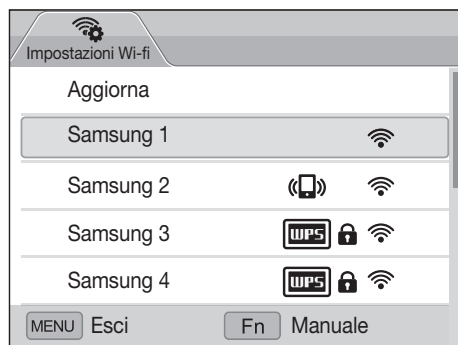 Impostazioni Wi-fi
Aggiorna
Samsung 1
Samsung 2
Samsung 3 WPS
Samsung 4 WPS
MENU Esci Fn Manuale